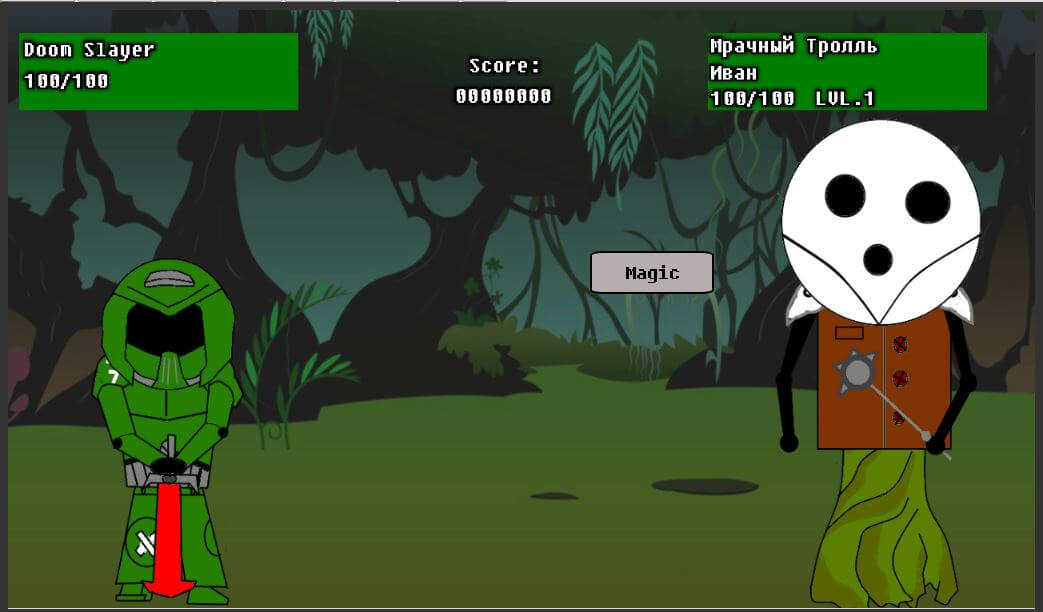 Doom Slayer
100/100
Score:
00000000
Мрачный Тролль
Иван
100/100 LVL.1
Magic
7